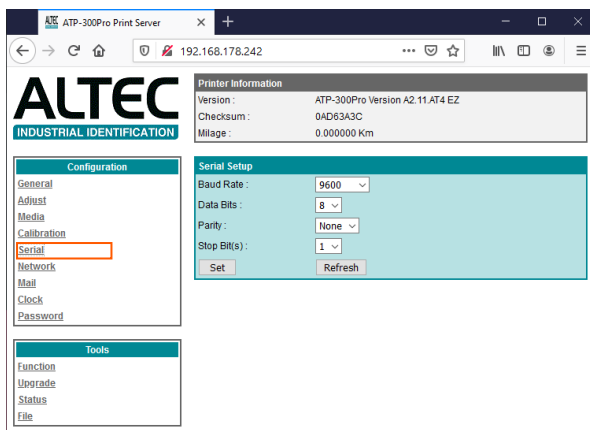 ATP-300Pro Print Server
192.168.178.242
ALTEC
INDUSTRIAL IDENTIFICATION
Printer Information
Version : ATP-300Pro Version A2.11.AT4 EZ
Checksum : 0AD63A3C
Milage : 0.000000 Km
Configuration
General
Adjust
Media
Calibration
Serial
Network
Mail
Clock
Password
Serial Setup
Baud Rate : 9600
Data Bits : 8
Parity : None
Stop Bit(s) : 1
Set Refresh
Tools
Function
Upgrade
Status
File